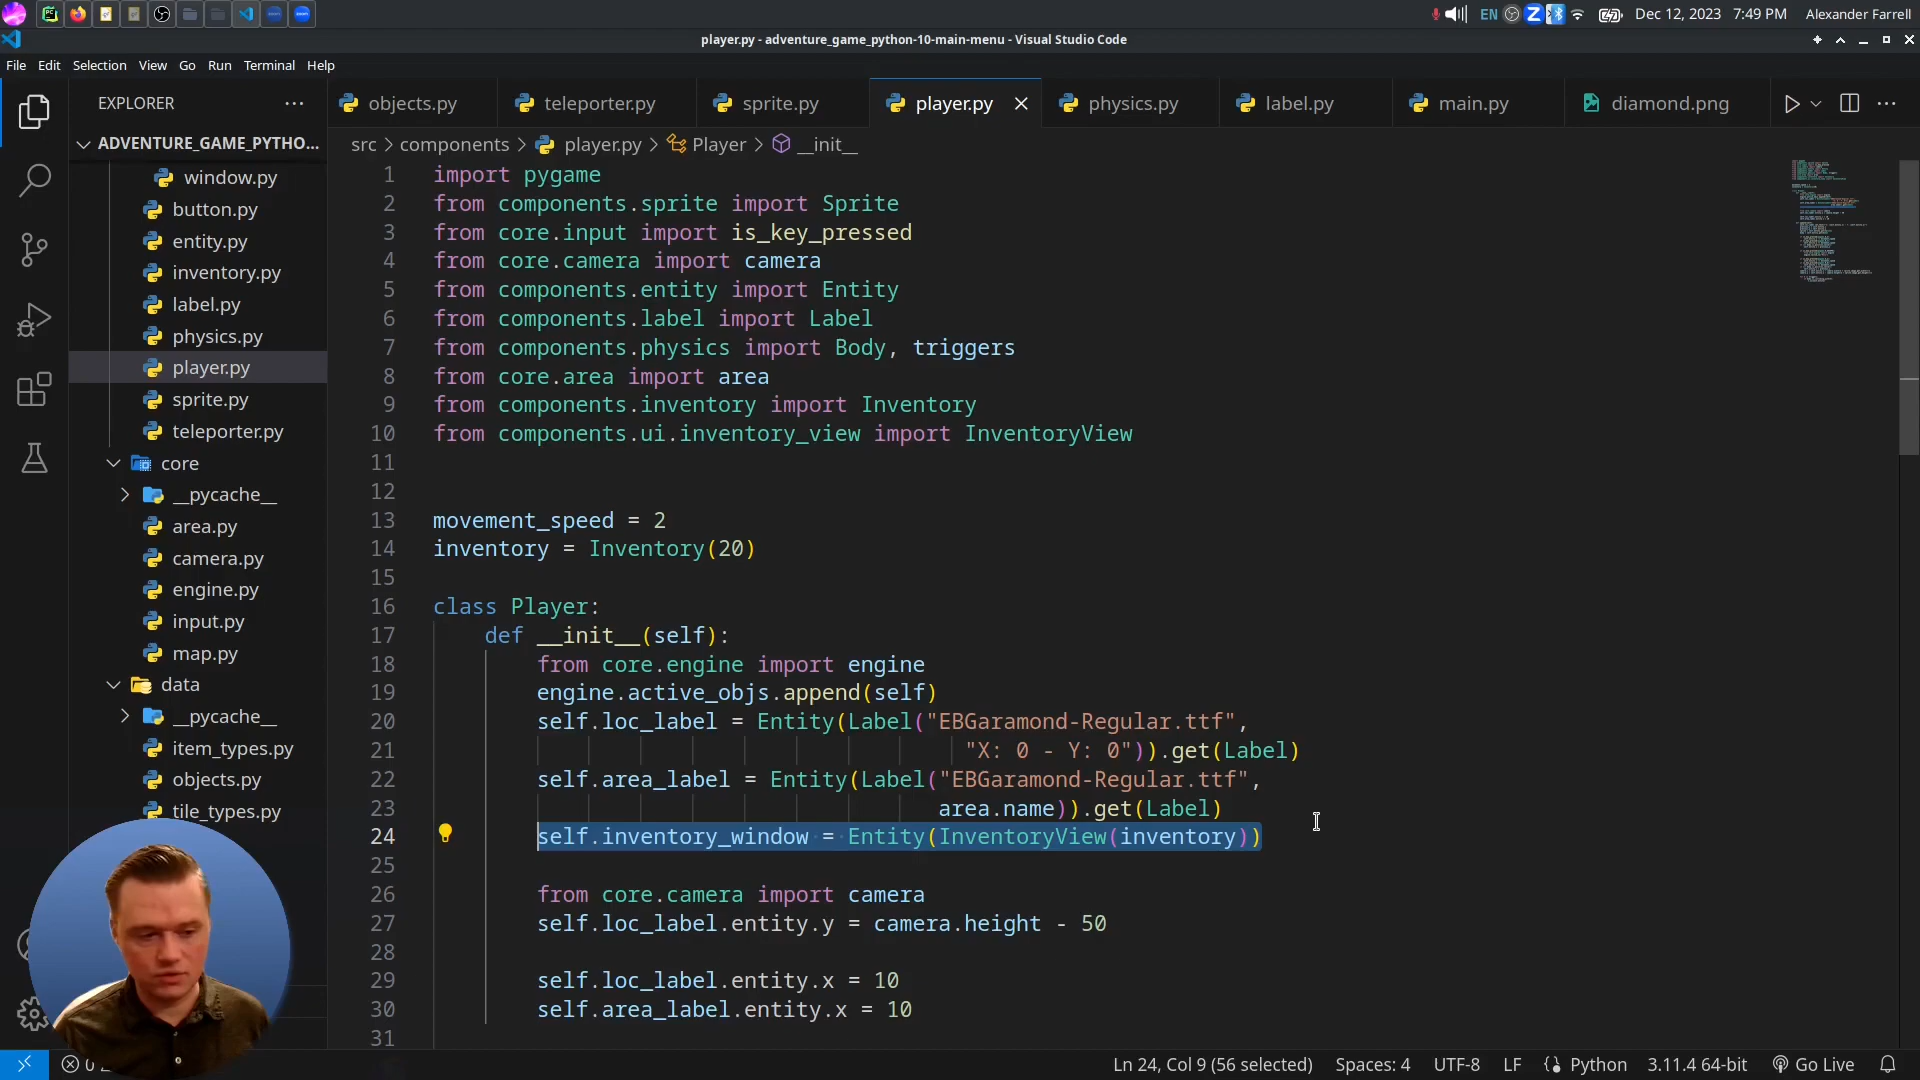 EN
Dec 12, 2023
7:49 PM
Alexander Farrell
player.py - adventure_game_python-10-main-menu - Visual Studio Code
File Edit Selection View Go Run Terminal Help
EXPLORER
ADVENTURE_GAME_PYTHO...
window.py
button.py
entity.py
inventory.py
label.py
physics.py
player.py
sprite.py
teleporter.py
core
__pycache__
area.py
camera.py
engine.py
input.py
map.py
data
__pycache__
item_types.py
objects.py
tile_types.py
objects.py teleporter.py sprite.py player.py physics.py label.py main.py diamond.png
src > components > player.py > Player > __init__
1 import pygame
2 from components.sprite import Sprite
3 from core.input import is_key_pressed
4 from core.camera import camera
5 from components.entity import Entity
6 from components.label import Label
7 from components.physics import Body, triggers
8 from core.area import area
9 from components.inventory import Inventory
10 from components.ui.inventory_view import InventoryView
11
12
13 movement_speed = 2
14 inventory = Inventory(20)
15
16 class Player:
17 def __init__(self):
18 from core.engine import engine
19 engine.active_objs.append(self)
20 self.loc_label = Entity(Label("EBGaramond-Regular.ttf",
21 "X: 0 - Y: 0")).get(Label)
22 self.area_label = Entity(Label("EBGaramond-Regular.ttf",
23 area.name)).get(Label)
24 self.inventory_window = Entity(InventoryView(inventory))
25
26 from core.camera import camera
27 self.loc_label.entity.y = camera.height - 50
28
29 self.loc_label.entity.x = 10
30 self.area_label.entity.x = 10
31
0
Ln 24, Col 9 (56 selected) Spaces: 4 UTF-8 LF Python 3.11.4 64-bit Go Live